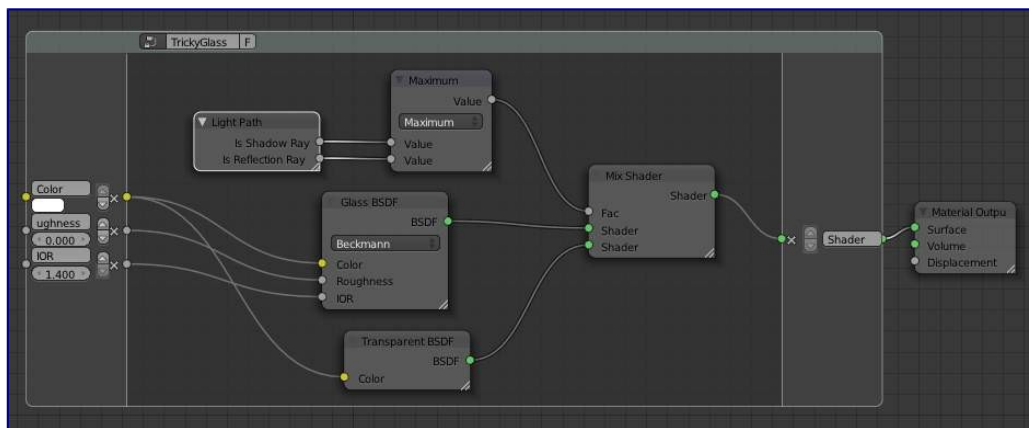 TrickyGlass F
Maximum
Value
Maximum
Value
Value
Light Path
Is Shadow Ray
Is Reflection Ray
Color
ughness
0.000
IOR
1.400
Glass BSDF
BSDF
Beckmann
Color
Roughness
IOR
Transparent BSDF
BSDF
Color
Mix Shader
Shader
Fac
Shader
Shader
Shader
Material Outpu
Surface
Volume
Displacement